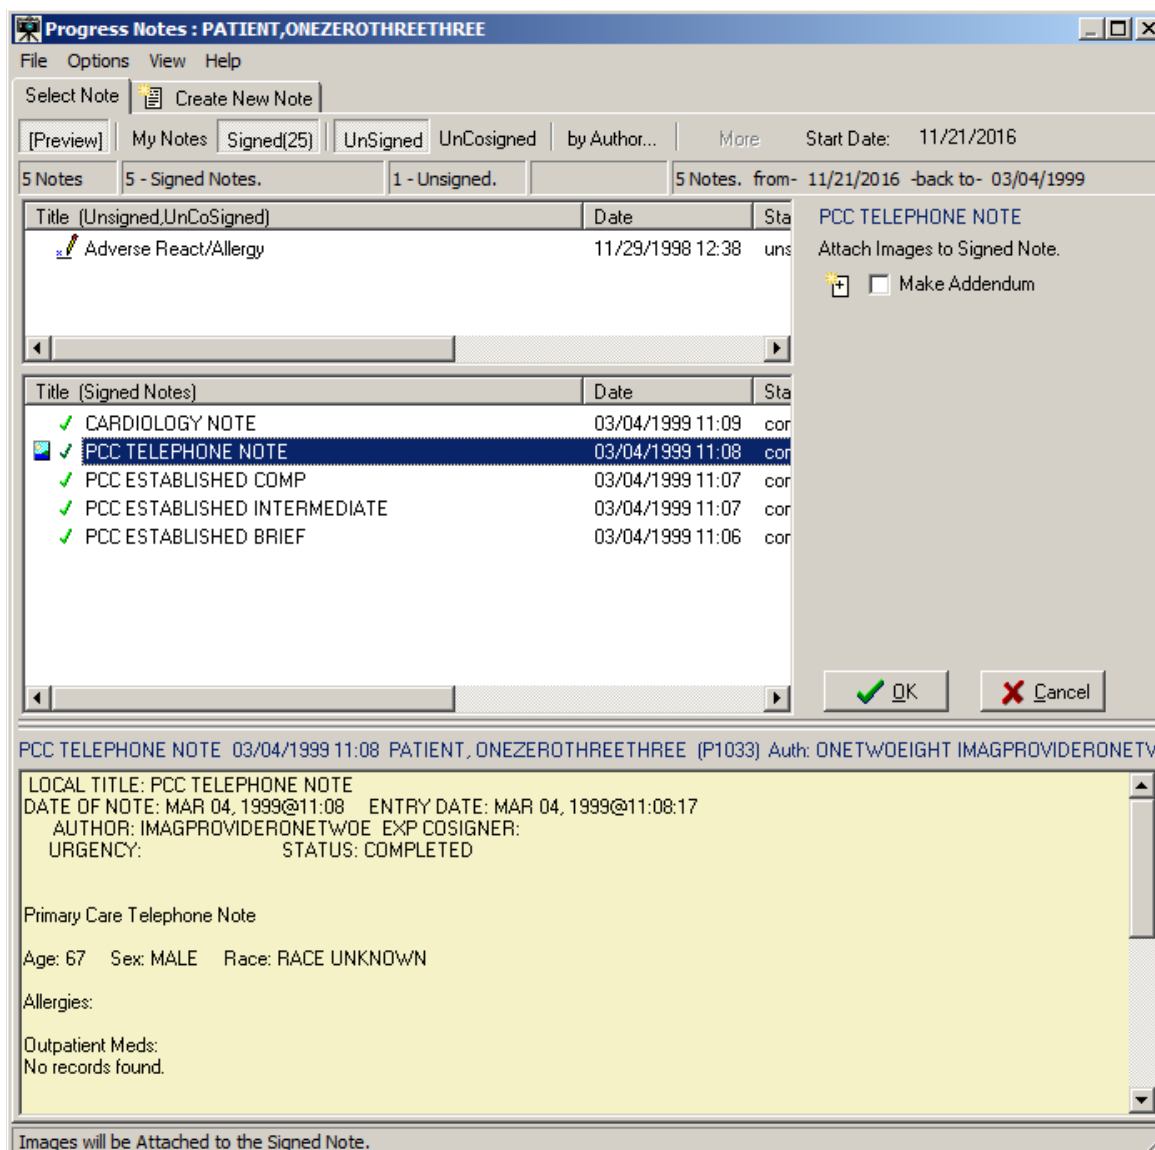 Progress Notes : PATIENT,ONEZEROTHREETHREE
File Options View Help
Select Note Create New Note
[Preview] My Notes Signed(25) UnSigned UnCosigned by Author... More Start Date: 11/21/2016
5 Notes 5 - Signed Notes. 1 - Unsigned. 5 Notes. from- 11/21/2016 -back to- 03/04/1999
Title (Unsigned,UnCoSigned) Date Sta
Adverse React/Allergy 11/29/1998 12:38 uns
PCC TELEPHONE NOTE
Attach Images to Signed Note.
Make Addendum
Title (Signed Notes) Date Sta
CARDIOLOGY NOTE 03/04/1999 11:09 cor
PCC TELEPHONE NOTE 03/04/1999 11:08 cor
PCC ESTABLISHED COMP 03/04/1999 11:07 cor
PCC ESTABLISHED INTERMEDIATE 03/04/1999 11:07 cor
PCC ESTABLISHED BRIEF 03/04/1999 11:06 cor
OK Cancel
PCC TELEPHONE NOTE 03/04/1999 11:08 PATIENT, ONEZEROTHREETHREE (P1033) Auth: ONETWOEIGHT IMAGPROVIDERONETV
LOCAL TITLE: PCC TELEPHONE NOTE
DATE OF NOTE: MAR 04, 1999@11:08 ENTRY DATE: MAR 04, 1999@11:08:17
AUTHOR: IMAGPROVIDERONETWOE EXP COSIGNER:
URGENCY: STATUS: COMPLETED
Primary Care Telephone Note
Age: 67 Sex: MALE Race: RACE UNKNOWN
Allergies:
Outpatient Meds:
No records found.
Images will be Attached to the Signed Note.